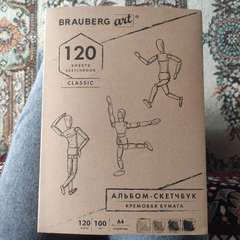 BRAUBERG art
120
SHEETS
SKETCHBOOK
CLASSIC
АЛЬБОМ-СКЕТЧБУК
КРЕМОВАЯ БУМАГА
120 100 A4